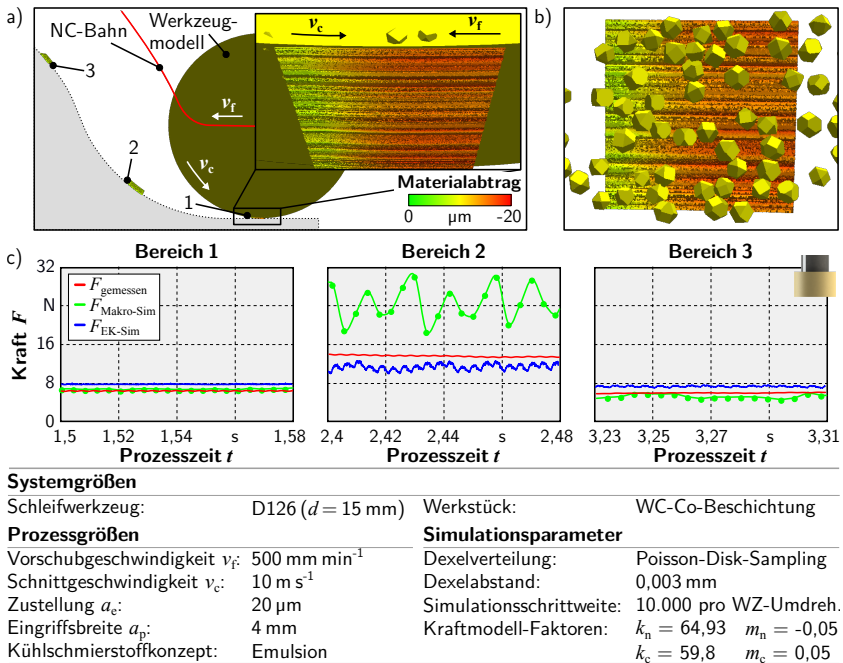 a)
NC-Bahn
Werkzeug-
modell
v_c
v_f
b)
3
v_f
2
v_c
1
Materialabtrag
0 µm -20
c)
Bereich 1 Bereich 2 Bereich 3
Kraft F
32
N
16
8
0
F_gemessen
F_Makro-Sim
F_EK-Sim
1,5 1,52 1,54 s 1,58
2,4 2,42 2,44 s 2,48
3,23 3,25 3,27 s 3,31
Prozesszeit t Prozesszeit t Prozesszeit t
Systemgrößen
Schleifwerkzeug: D126 (d = 15 mm) Werkstück: WC-Co-Beschichtung
Prozessgrößen Simulationsparameter
Vorschubgeschwindigkeit v_f: 500 mm min⁻¹ Dexelverteilung: Poisson-Disk-Sampling
Schnittgeschwindigkeit v_c: 10 m s⁻¹ Dexelabstand: 0,003 mm
Zustellung a_e: 20 µm Simulationsschrittweite: 10.000 pro WZ-Umdreh.
Eingriffsbreite a_p: 4 mm Kraftmodell-Faktoren: k_n = 64,93 m_n = -0,05
Kühlschmierstoffkonzept: Emulsion k_c = 59,8 m_c = 0,05